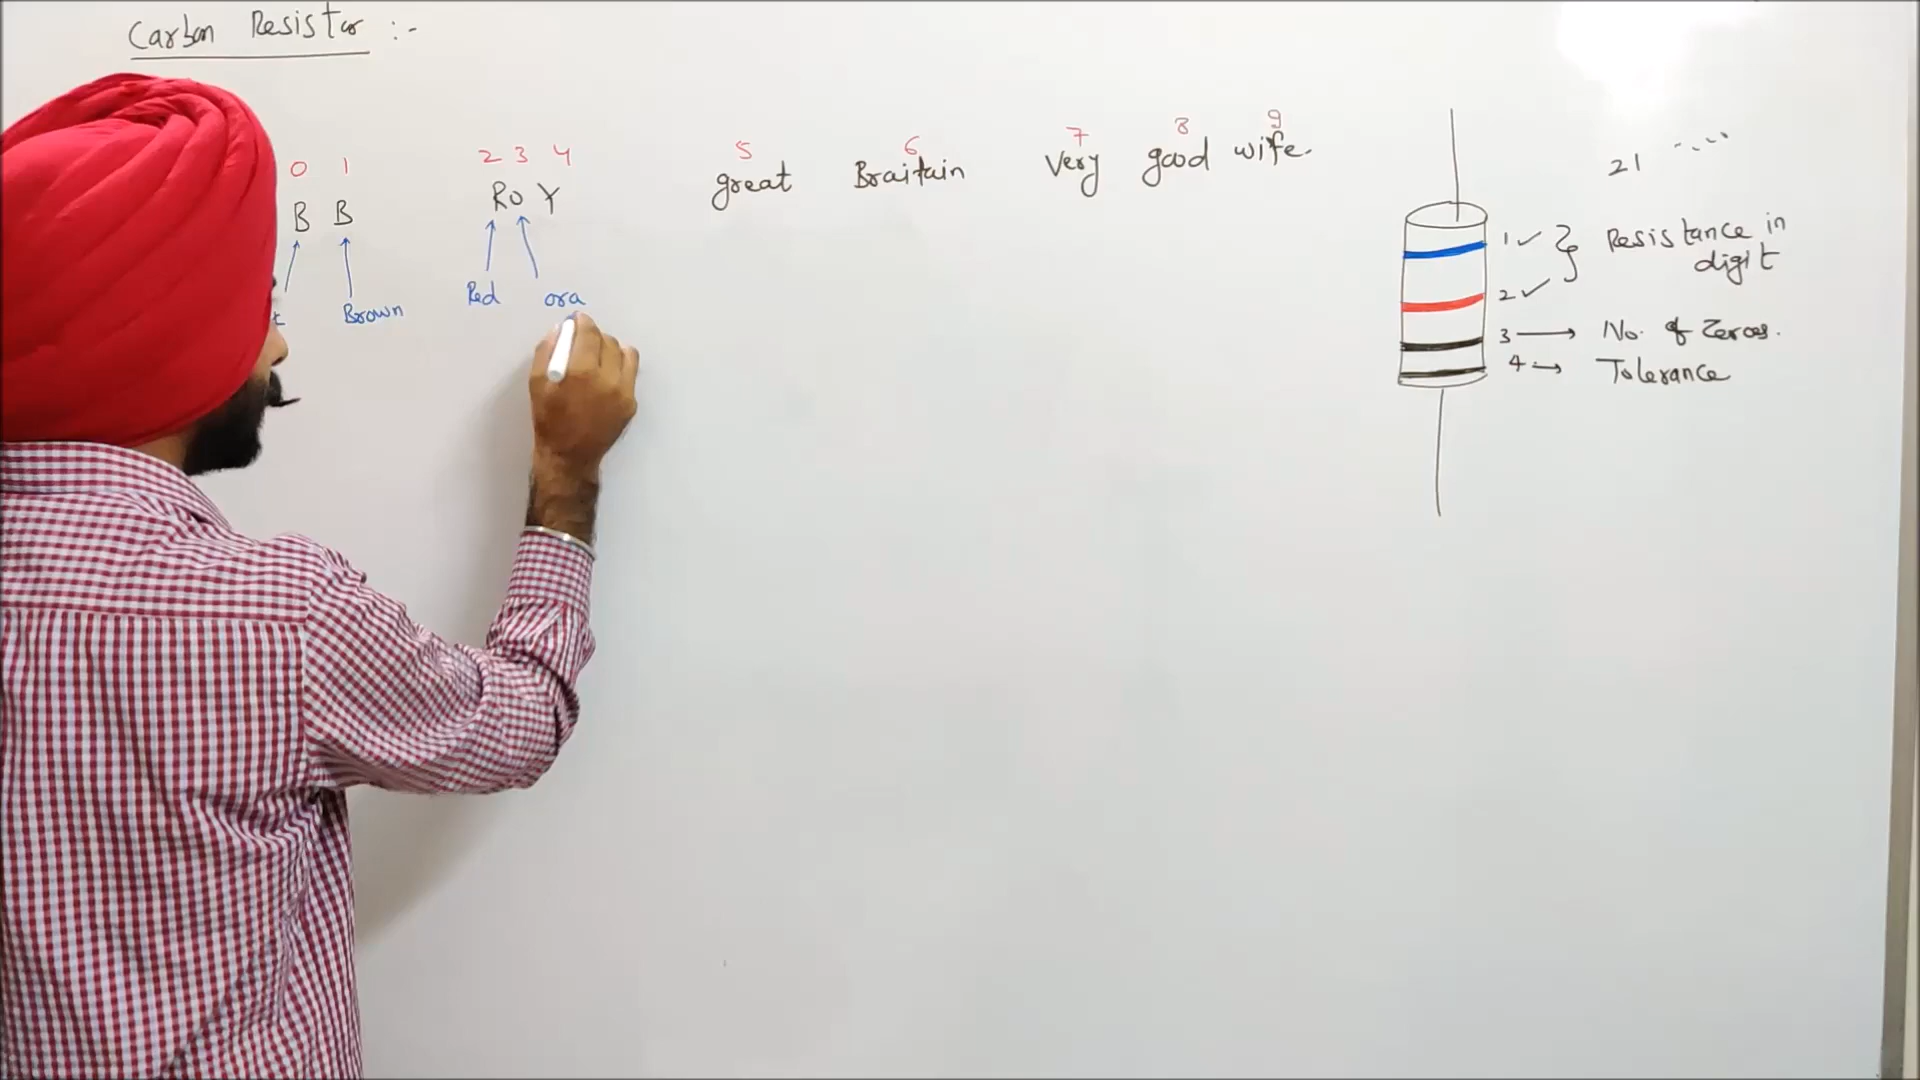 Carbon Resistor :-
0 1 2 3 4 5 6 7 8 9
B B Ro Y great Braitain Very good wife.
Brown Red ora
21
1 Resistance in
digit
2
3 → No. of Zeroes.
4 → Tolerance